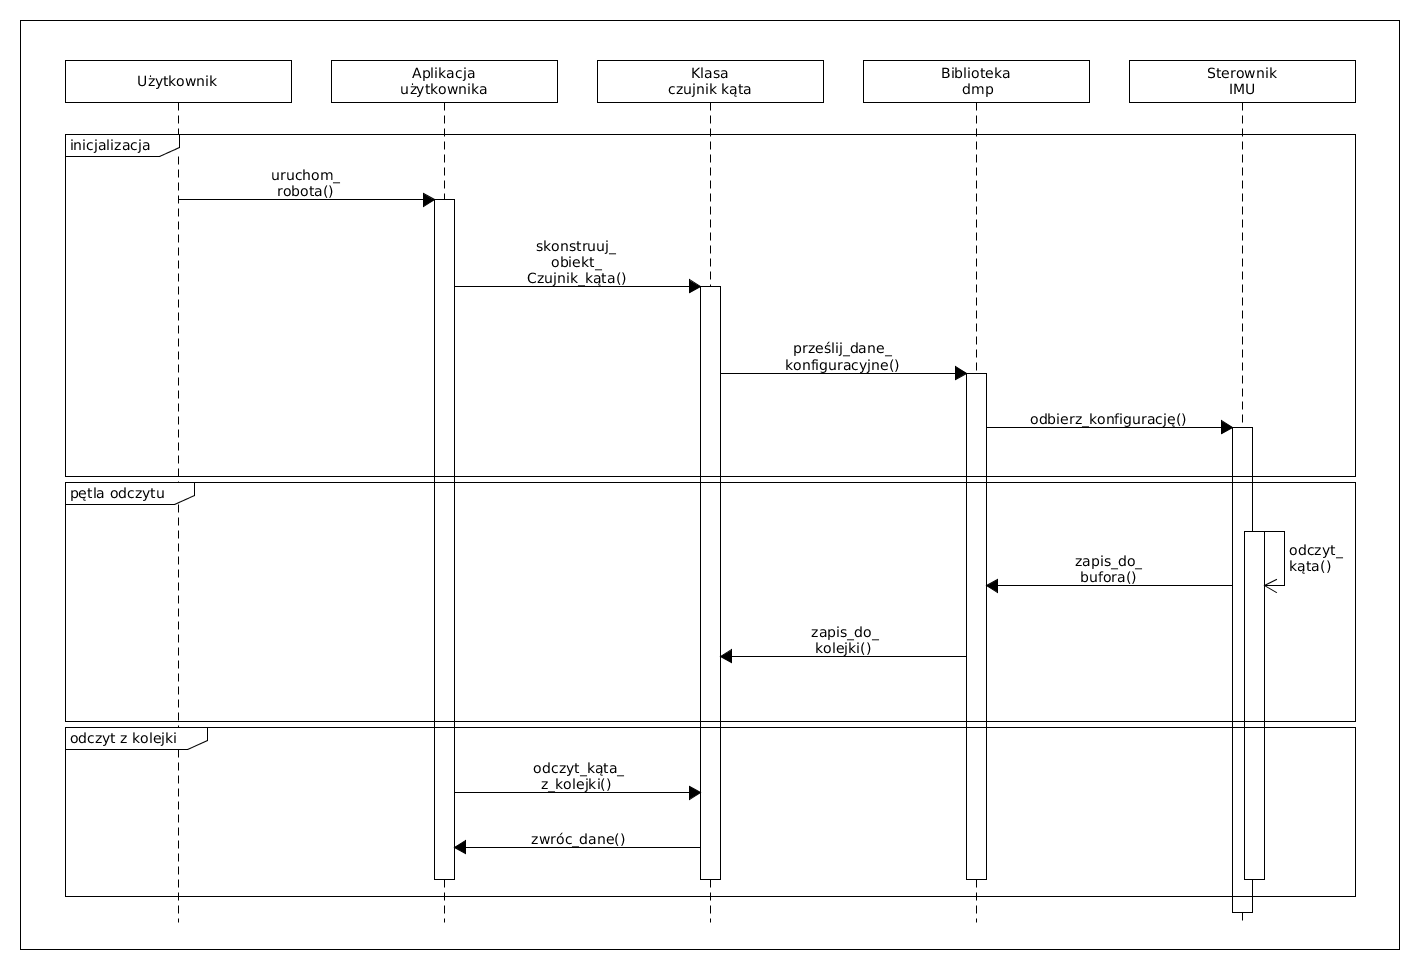 Użytkownik
Aplikacja
użytkownika
Klasa
czujnik kąta
Biblioteka
dmp
Sterownik
IMU
inicjalizacja
uruchom_
robota()
skonstruuj_
obiekt_
Czujnik_kąta()
prześlij_dane_
konfiguracyjne()
odbierz_konfigurację()
pętla odczytu
odczyt_
kąta()
zapis_do_
bufora()
zapis_do_
kolejki()
odczyt z kolejki
odczyt_kąta_
z_kolejki()
zwróc_dane()